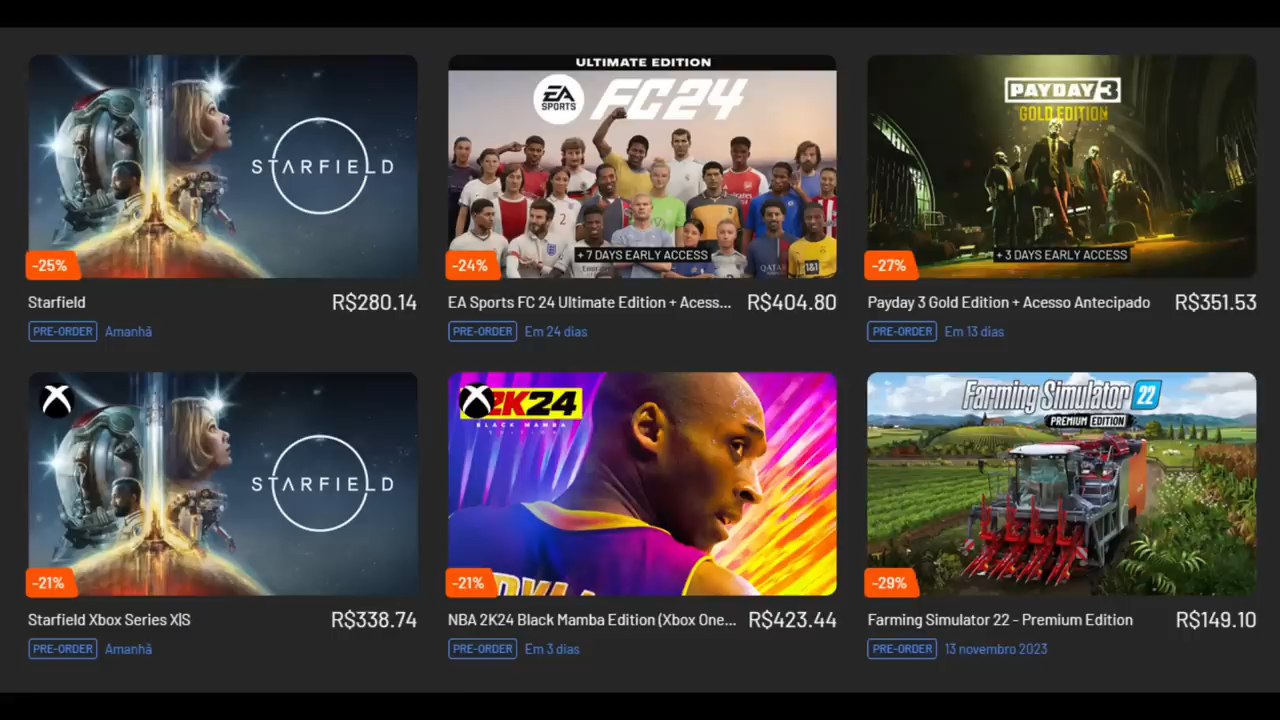 STARFIELD
-25%
Starfield
R$280.14
PRE-ORDER Amanhã
ULTIMATE EDITION
EA SPORTS
FC24
+ 7 DAYS EARLY ACCESS
-24%
EA Sports FC 24 Ultimate Edition + Acess...
R$404.80
PRE-ORDER Em 24 dias
PAYDAY 3
GOLD EDITION
+ 3 DAYS EARLY ACCESS
-27%
Payday 3 Gold Edition + Acesso Antecipado
R$351.53
PRE-ORDER Em 13 dias
STARFIELD
-21%
Starfield Xbox Series X|S
R$338.74
PRE-ORDER Amanhã
2K24
BLACK MAMBA
EDITION
-21%
NBA 2K24 Black Mamba Edition (Xbox One...
R$423.44
PRE-ORDER Em 3 dias
Farming Simulator 22
PREMIUM EDITION
-29%
Farming Simulator 22 - Premium Edition
R$149.10
PRE-ORDER 13 novembro 2023